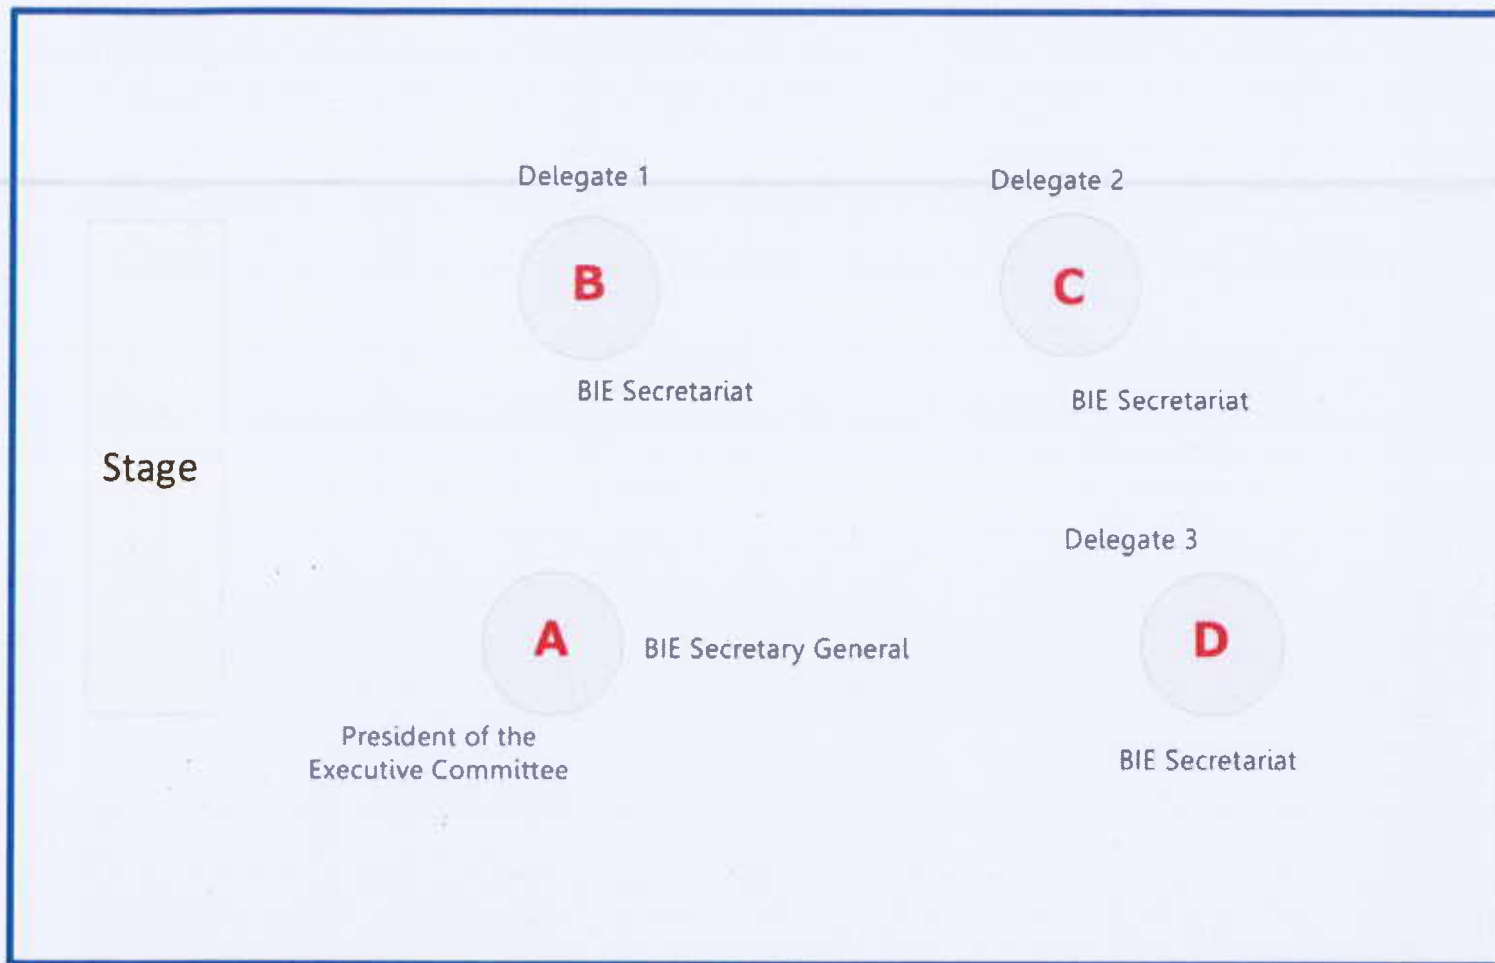 Delegate 1
Delegate 2
B
C
BIE Secretariat
BIE Secretariat
Stage
Delegate 3
A
BIE Secretary General
D
President of the
Executive Committee
BIE Secretariat